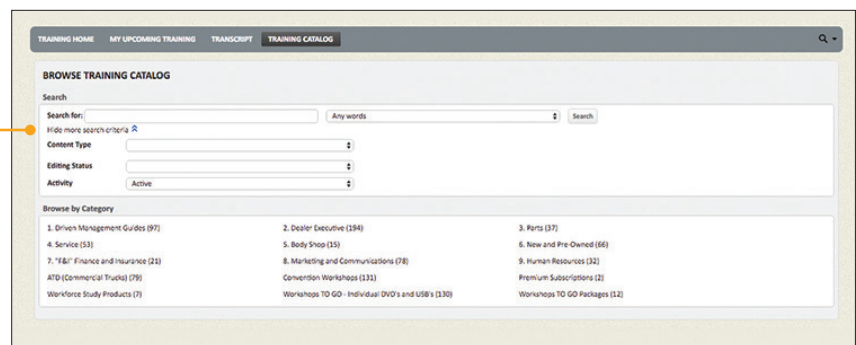 TRAINING HOME MY UPCOMING TRAINING TRANSCRIPT TRAINING CATALOG
BROWSE TRAINING CATALOG
Search
Search for: Any words Search
Hide more search criteria
Content Type
Editing Status
Activity Active
Browse by Category
1. Driven Management Guides (97) 2. Dealer Executive (194) 3. Parts (37)
4. Service (53) 5. Body Shop (15) 6. New and Pre-Owned (66)
7. "F&I" Finance and Insurance (21) 8. Marketing and Communications (78) 9. Human Resources (32)
ATD (Commercial Trucks) (79) Convention Workshops (131) Premium Subscriptions (2)
Workforce Study Products (7) Workshops TO GO - Individual DVD's and USB's (130) Workshops TO GO Packages (12)